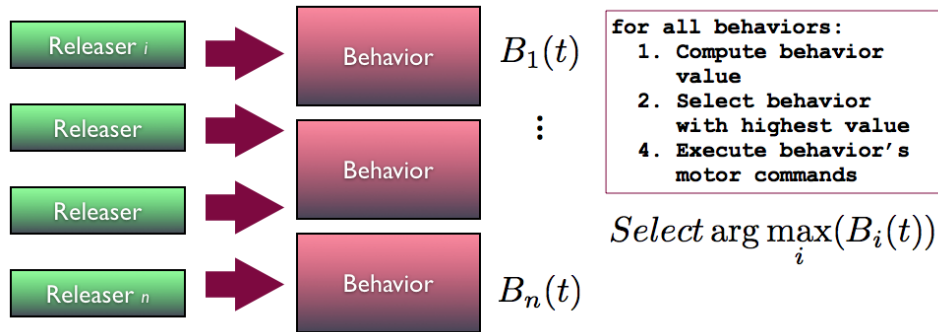 Releaser i
Releaser
Releaser
Releaser n
Behavior
Behavior
Behavior
B₁(t)
⋮
Bₙ(t)
for all behaviors:
1. Compute behavior
value
2. Select behavior
with highest value
4. Execute behavior's
motor commands
Select arg max(Bᵢ(t))
i